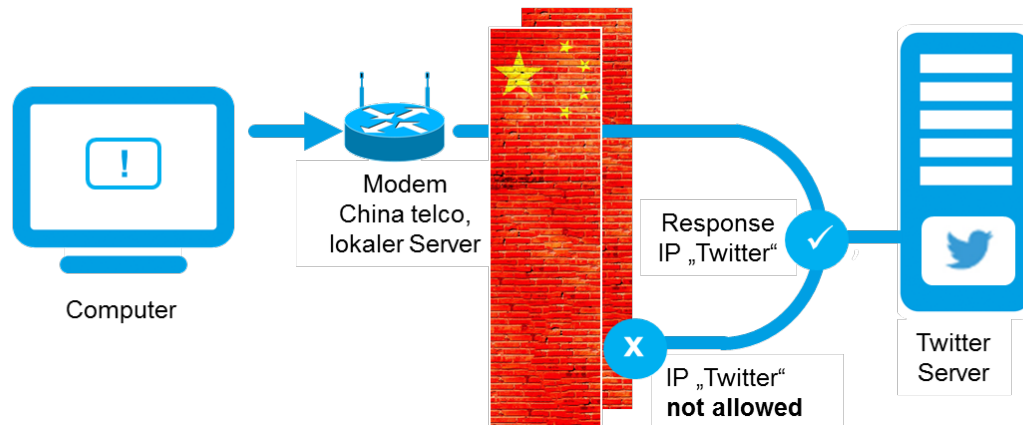 Computer
Modem
China telco,
lokaler Server
!
Response
IP „Twitter“
✓
x
IP „Twitter“
not allowed
Twitter
Server